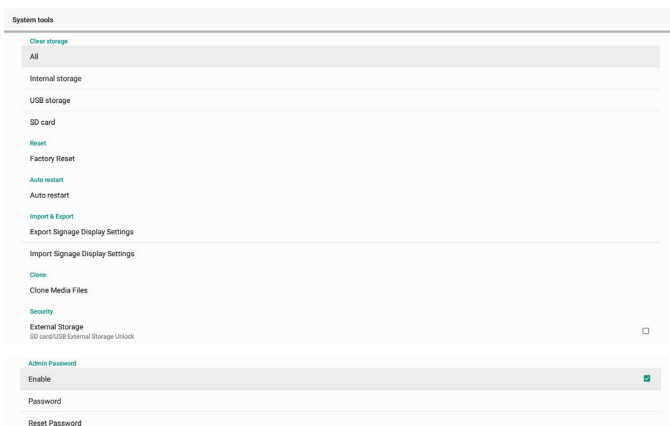 System tools
Clear storage
All
Internal storage
USB storage
SD card
Reset
Factory Reset
Auto restart
Auto restart
Import & Export
Export Signage Display Settings
Import Signage Display Settings
Clone
Clone Media Files
Security
External Storage
SD card/USB External Storage Unlock
Admin Password
Enable
Password
Reset Password